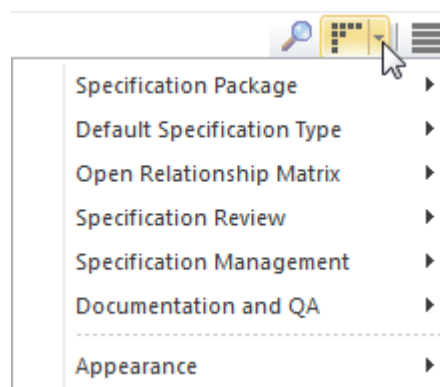 Specification Package
Default Specification Type
Open Relationship Matrix
Specification Review
Specification Management
Documentation and QA
Appearance